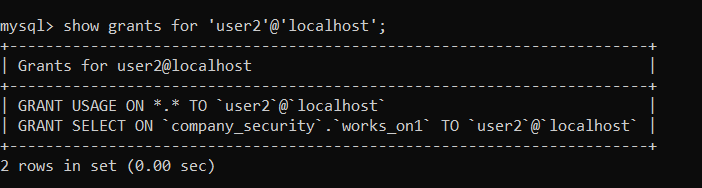 mysql> show grants for 'user2'@'localhost';
+-----------------------------------------------------------------------+
| Grants for user2@localhost                                            |
+-----------------------------------------------------------------------+
| GRANT USAGE ON *.* TO `user2`@`localhost`                             |
| GRANT SELECT ON `company_security`.`works_on1` TO `user2`@`localhost` |
+-----------------------------------------------------------------------+
2 rows in set (0.00 sec)